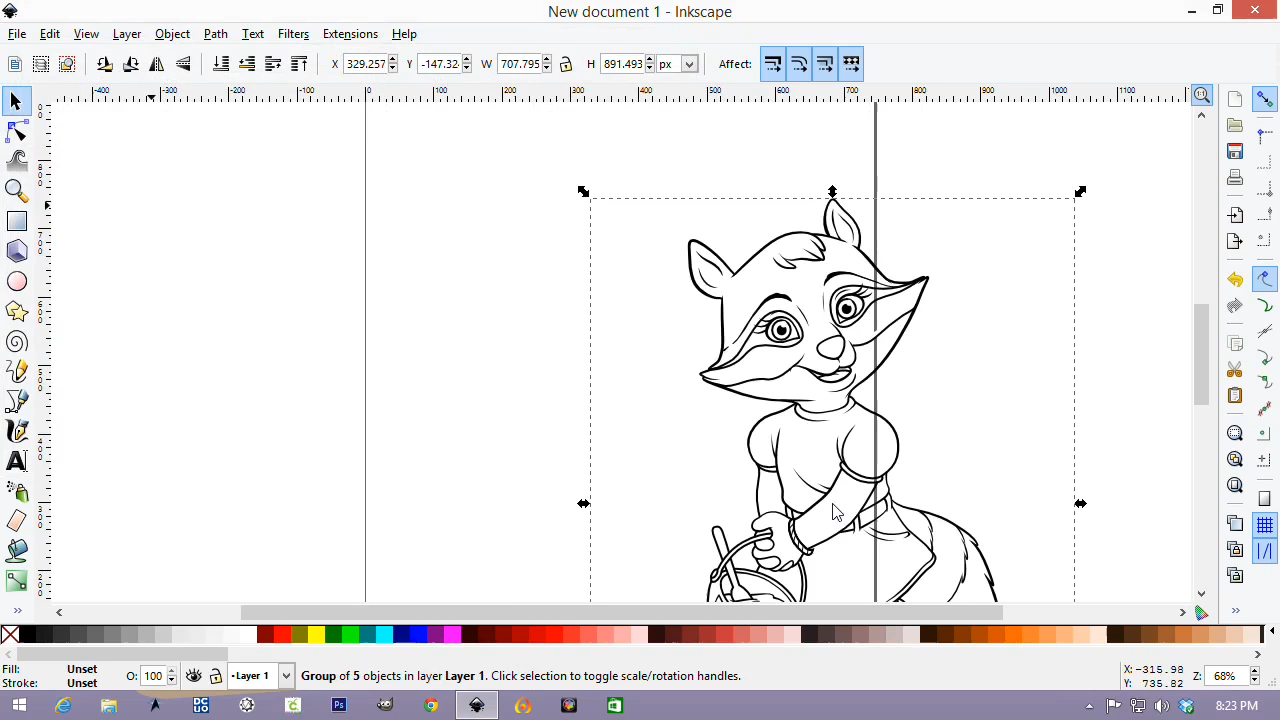 New document 1 - Inkscape
File Edit View Layer Object Path Text Filters Extensions Help
X 329.257 Y -147.32 W 707.795 H 891.493 px Affect:
-400 -300 -200 -100 0 100 200 300 400 500 600 700 800 900 1000 1100
Fill: Unset
Stroke: Unset
O: 100
Layer 1
Group of 5 objects in layer Layer 1. Click selection to toggle scale/rotation handles.
X: -315.98
Y: 735.82
Z: 68%
DC
UO
Ps
8:23 PM